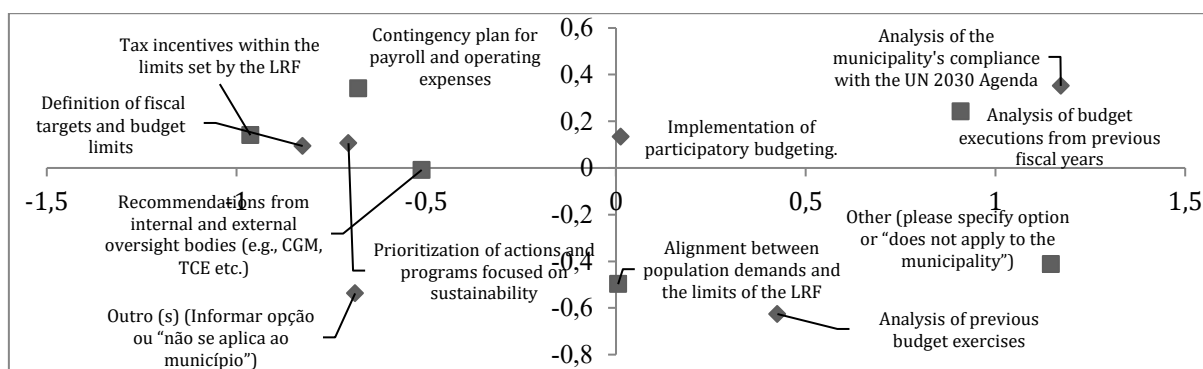 Tax incentives within the
limits set by the LRF
Definition of fiscal
targets and budget
limits
Contingency plan for
payroll and operating
expenses
Recommendations from
internal and external
oversight bodies (e.g., CGM,
TCE etc.)
Prioritization of actions and
programs focused on
sustainability
Outro (s) (Informar opção
ou “não se aplica ao
município”)
0,6
0,4
0,2
0
-0,2
-0,4
-0,6
-0,8
-1,5
-1
-0,5
0
0,5
1
1,5
Implementation of
participatory budgeting.
Analysis of the
municipality's compliance
with the UN 2030 Agenda
Analysis of budget
executions from previous
fiscal years
Other (please specify option
or “does not apply to the
municipality”)
Alignment between
population demands and
the limits of the LRF
Analysis of previous
budget exercises